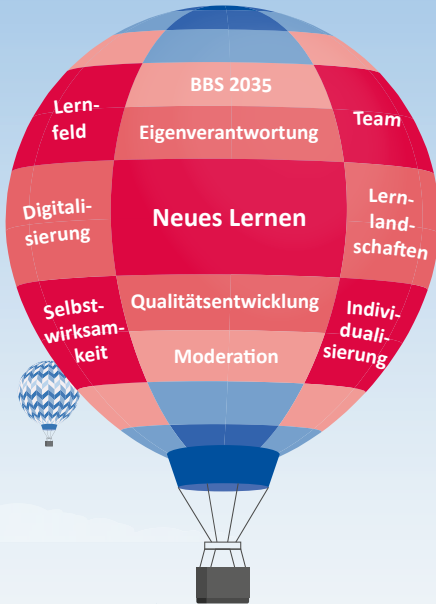 BBS 2035
Lern-
feld
Eigenverantwortung
Team
Digitali-
sierung
Neues Lernen
Lern-
land-
schaften
Selbst-
wirksam-
keit
Qualitätsentwicklung
Moderation
Individ-
duali-
sierung